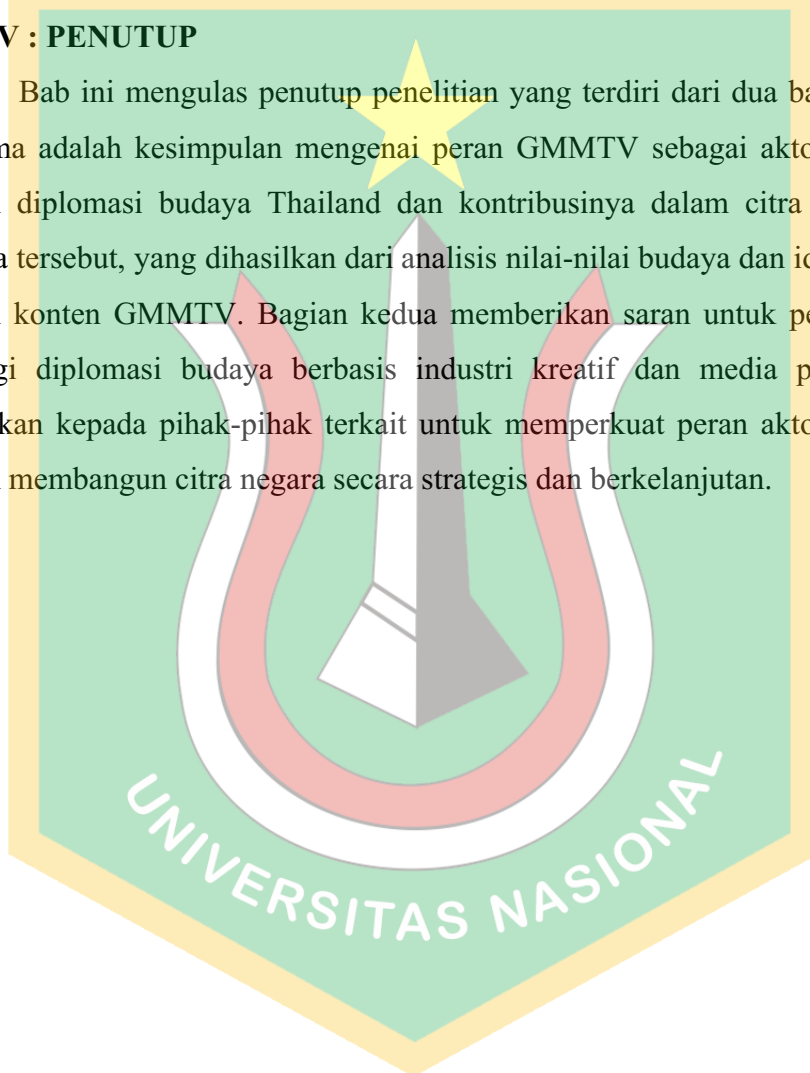 V : PENUTUP
Bab ini mengulas penutup penelitian yang terdiri dari dua ba
adalah kesimpulan mengenai peran GMMTV sebagai akto
diplomasi budaya Thailand dan kontribusinya dalam citra
tersebut, yang dihasilkan dari analisis nilai-nilai budaya dan i
konten GMMTV. Bagian kedua memberikan saran untuk pe
diplomasi budaya berbasis industri kreatif dan media p
kan kepada pihak-pihak terkait untuk memperkuat peran akto
membangun citra negara secara strategis dan berkelanjutan.
UNIVERSITAS NASIONAL